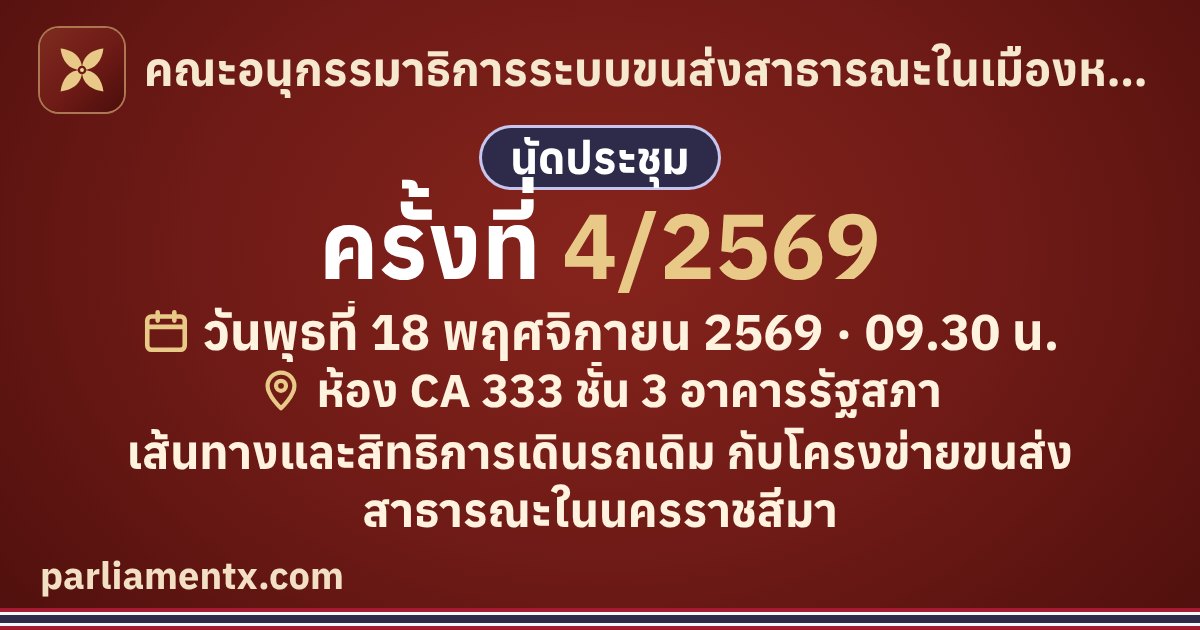 คณะอนุกรรมาธิการระบบขนส่งสาธารณะในเมืองห...
นัดประชุม
ครั้งที่ 4/2569
วันพุธที่ 18 พฤศจิกายน 2569 · 09.30 น.
ห้อง CA 333 ชั้น 3 อาคารรัฐสภา
เส้นทางและสิทธิการเดินรถเดิม กับโครงข่ายขนส่ง
สาธารณะในนครราชสีมา
parliamentx.com